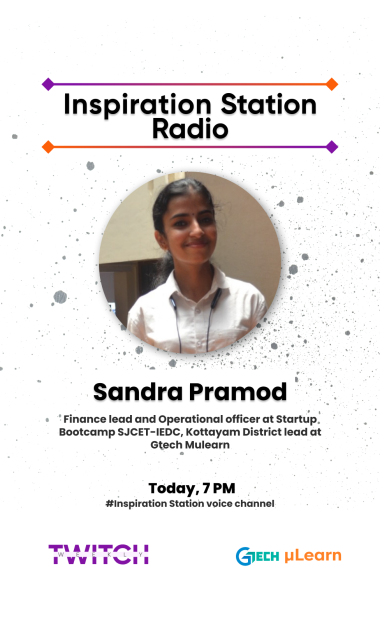 Inspiration Station
Radio
Sandra Pramod
Finance lead and Operational officer at Startup
Bootcamp SJCET-IEDC, Kottayam District lead at
Gtech Mulearn
Today, 7 PM
#Inspiration Station voice channel
TWITCH
WEEKLY
GTECH μLearn